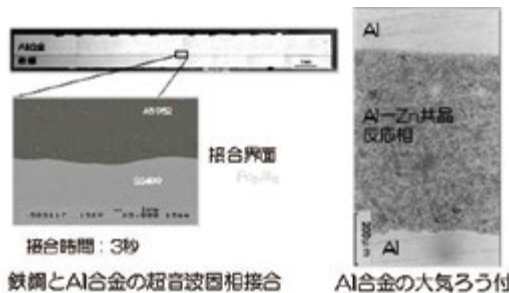 Al合金
鉄鋼
A5052
SS400
接合界面
接合時間：3秒
鉄鋼とAl合金の超音波固相接合
Al
Al－Zn共晶
反応相
200μm
Al
Al合金の大気ろう付